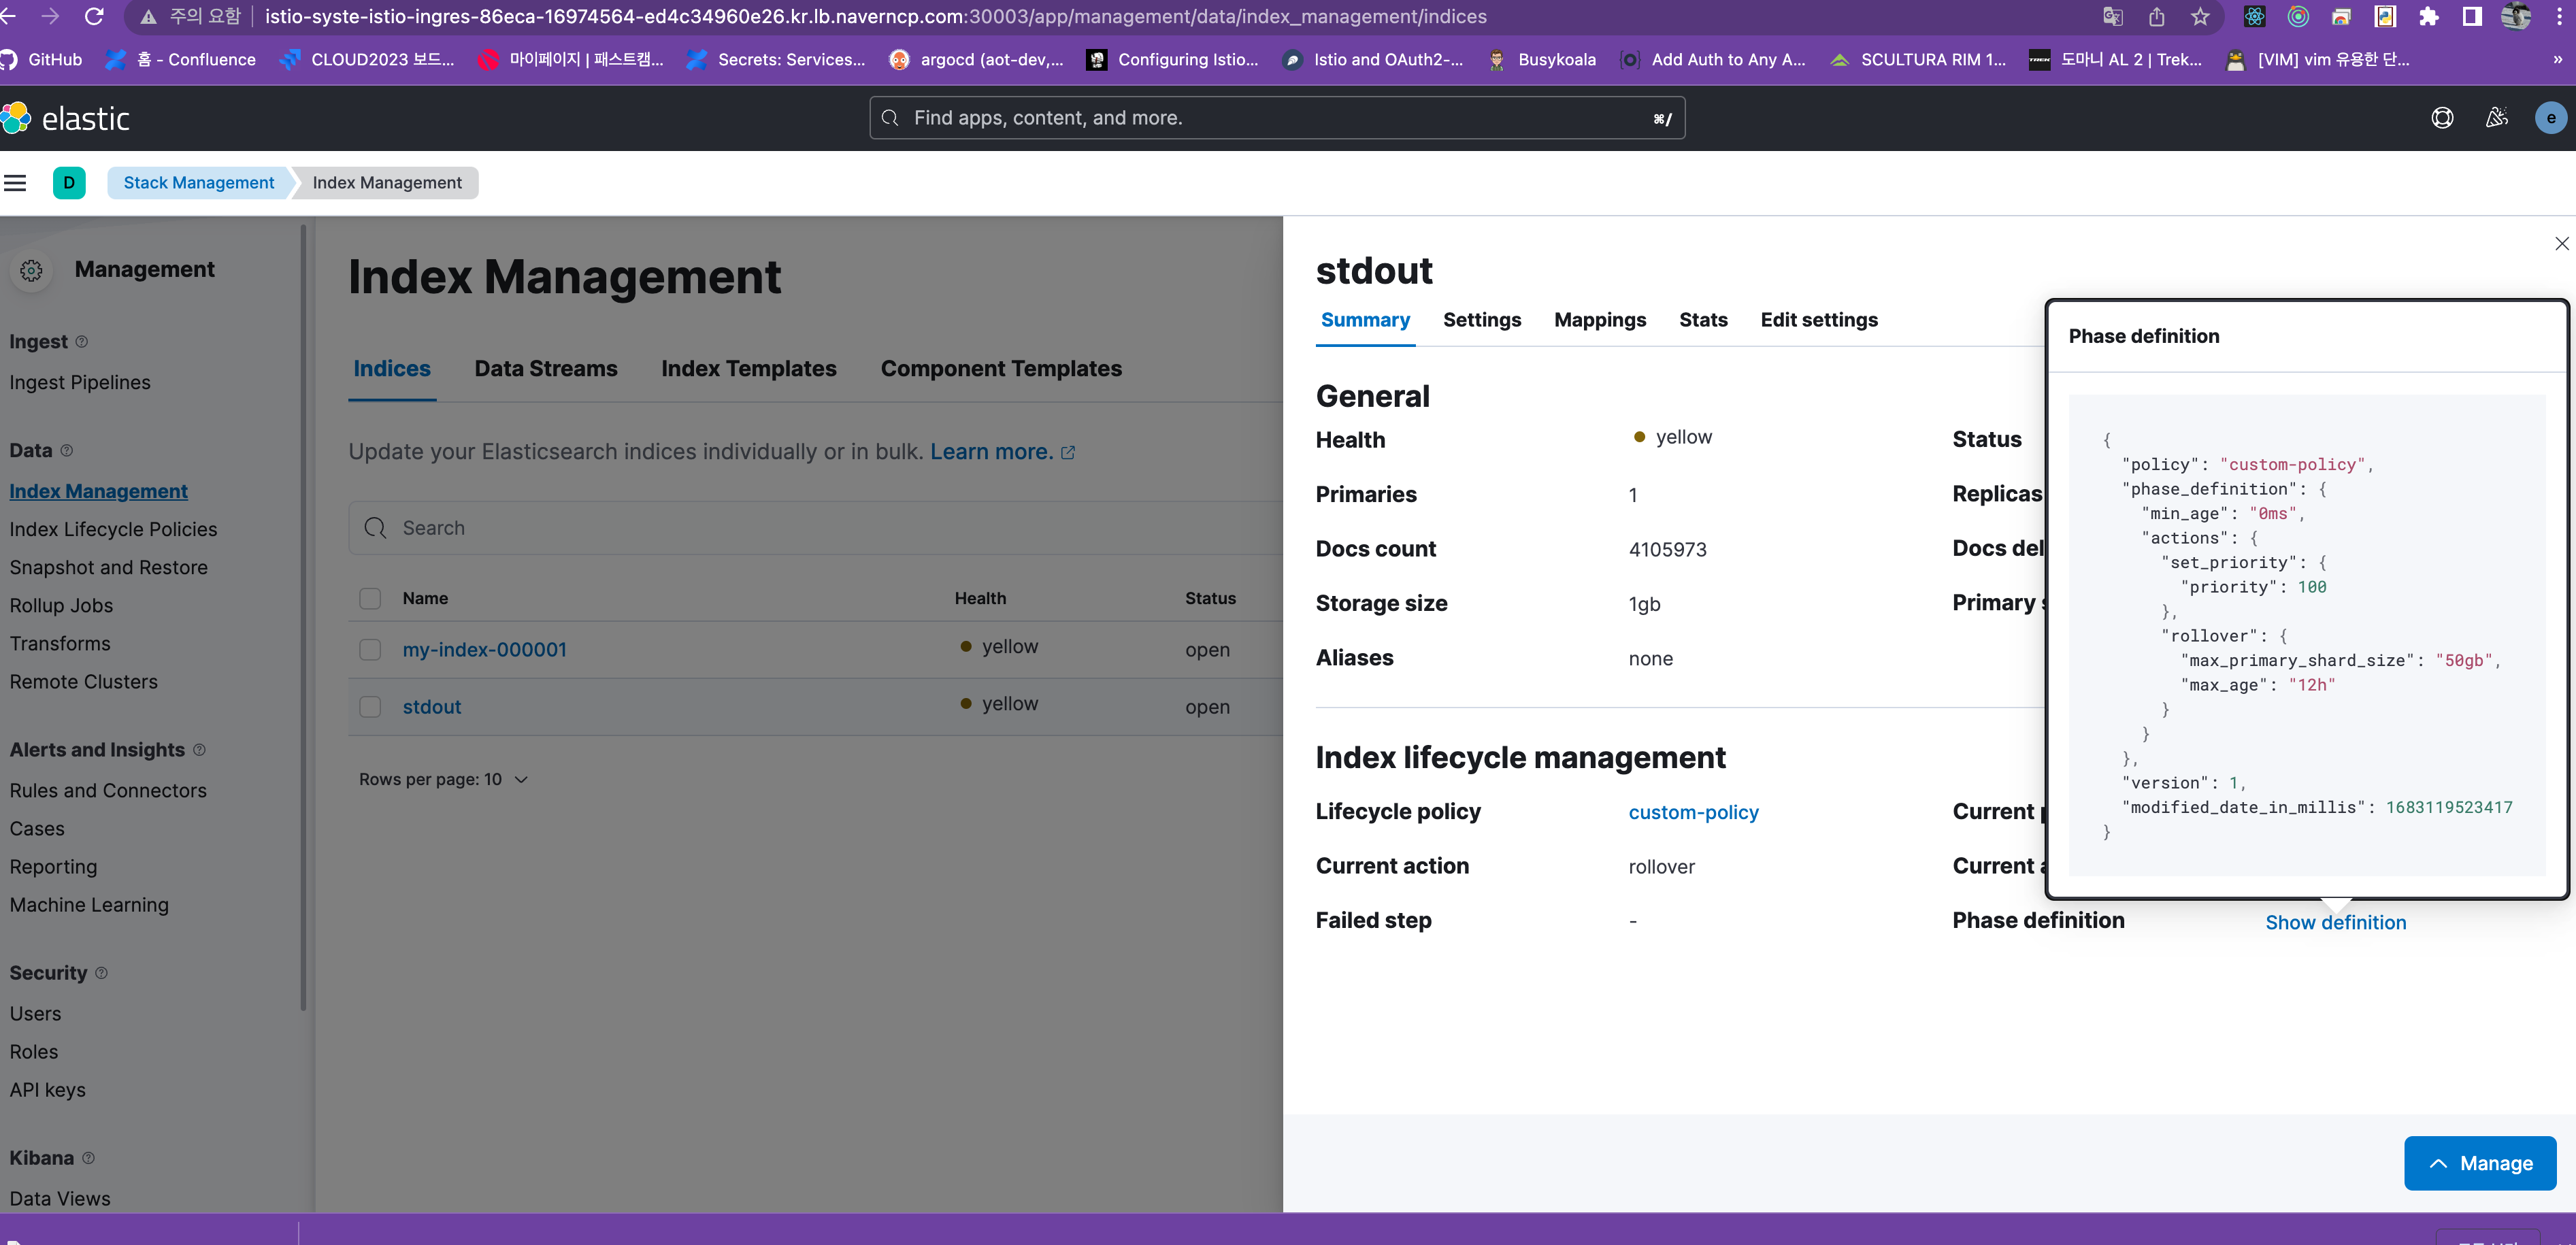 주의 요함 istio-syste-istio-ingres-86eca-16974564-ed4c34960e26.kr.lb.naverncp.com:30003/app/management/data/index_management/indices
GitHub 홈 - Confluence CLOUD2023 보드... 마이페이지 | 패스트캠... Secrets: Services... argocd (aot-dev,... Configuring Istio... Istio and OAuth2-... Busykoala Add Auth to Any A... SCULTURA RIM 1... 도마니 AL 2 | Trek... [VIM] vim 유용한 단... »
elastic Find apps, content, and more. ⌘/ e
D Stack Management Index Management
Management
Ingest
Ingest Pipelines
Data
Index Management
Index Lifecycle Policies
Snapshot and Restore
Rollup Jobs
Transforms
Remote Clusters
Alerts and Insights
Rules and Connectors
Cases
Reporting
Machine Learning
Security
Users
Roles
API keys
Kibana
Data Views
Index Management
Indices Data Streams Index Templates Component Templates
Update your Elasticsearch indices individually or in bulk. Learn more.
Search
Name Health Status
my-index-000001 yellow open
stdout yellow open
Rows per page: 10
stdout
Summary Settings Mappings Stats Edit settings
General
Health yellow Status
Primaries 1 Replicas
Docs count 4105973 Docs del
Storage size 1gb Primary
Aliases none
Index lifecycle management
Lifecycle policy custom-policy Current
Current action rollover Current
Failed step - Phase definition Show definition
Phase definition
{
"policy": "custom-policy",
"phase_definition": {
"min_age": "0ms",
"actions": {
"set_priority": {
"priority": 100
},
"rollover": {
"max_primary_shard_size": "50gb",
"max_age": "12h"
}
}
},
"version": 1,
"modified_date_in_millis": 1683119523417
}
Manage